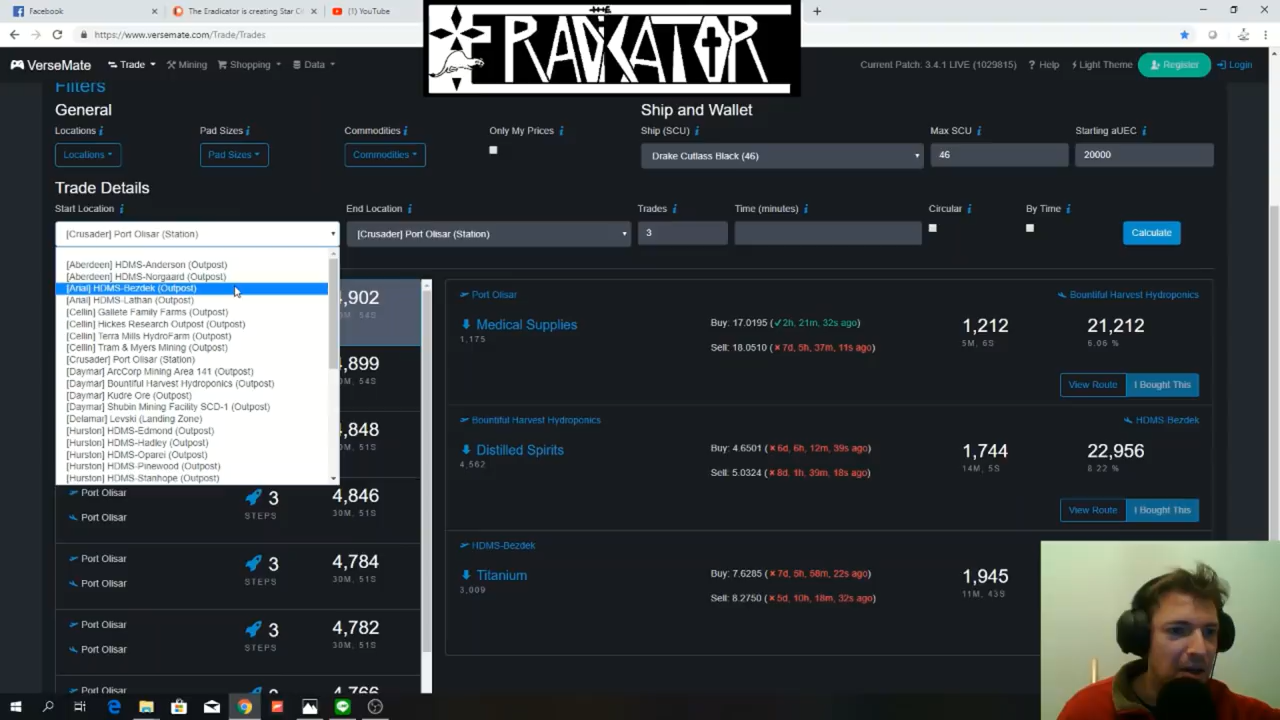 Facebook
The Eradicator is creating Star Ci
(1) YouTube
THE
RADICATOR
https://www.versemate.com/Trade/Trades
VerseMate
Trade
Mining
Shopping
Data
Current Patch: 3.4.1 LIVE (1029815)
Help
Light Theme
Register
Login
Filters
General
Ship and Wallet
Locations
Pad Sizes
Commodities
Only My Prices
Ship (SCU)
Max SCU
Starting aUEC
Locations
Pad Sizes
Commodities
Drake Cutlass Black (46)
46
20000
Trade Details
Start Location
End Location
Trades
Time (minutes)
Circular
By Time
[Crusader] Port Olisar (Station)
[Crusader] Port Olisar (Station)
3
Calculate
[Aberdeen] HDMS-Anderson (Outpost)
[Aberdeen] HDMS-Norgaard (Outpost)
[Arial] HDMS-Bezdek (Outpost)
[Arial] HDMS-Lathan (Outpost)
[Cellin] Gallete Family Farms (Outpost)
[Cellin] Hickes Research Outpost (Outpost)
[Cellin] Terra Mills HydroFarm (Outpost)
[Cellin] Tram & Myers Mining (Outpost)
[Crusader] Port Olisar (Station)
[Daymar] ArcCorp Mining Area 141 (Outpost)
[Daymar] Bountiful Harvest Hydroponics (Outpost)
[Daymar] Kudre Ore (Outpost)
[Daymar] Shubin Mining Facility SCD-1 (Outpost)
[Delamar] Levski (Landing Zone)
[Hurston] HDMS-Edmond (Outpost)
[Hurston] HDMS-Hadley (Outpost)
[Hurston] HDMS-Oparei (Outpost)
[Hurston] HDMS-Pinewood (Outpost)
[Hurston] HDMS-Stanhope (Outpost)
,902
,899
,848
Port Olisar
Port Olisar
3
STEPS
4,846
30M, 51S
Port Olisar
Port Olisar
3
STEPS
4,784
30M, 51S
Port Olisar
Port Olisar
3
STEPS
4,782
30M, 51S
Port Olisar
4,766
Port Olisar
Bountiful Harvest Hydroponics
Medical Supplies
1,175
Buy: 17.0195 (✓2h, 21m, 32s ago)
Sell: 18.0510 (×7d, 5h, 37m, 11s ago)
1,212
5M, 6S
21,212
6.06 %
View Route
I Bought This
Bountiful Harvest Hydroponics
HDMS-Bezdek
Distilled Spirits
4,562
Buy: 4.6501 (×6d, 6h, 12m, 39s ago)
Sell: 5.0324 (×8d, 1h, 39m, 18s ago)
1,744
14M, 5S
22,956
8.22 %
View Route
I Bought This
HDMS-Bezdek
Titanium
3,009
Buy: 7.6285 (×7d, 5h, 58m, 22s ago)
Sell: 8.2750 (×5d, 10h, 18m, 32s ago)
1,945
11M, 43S